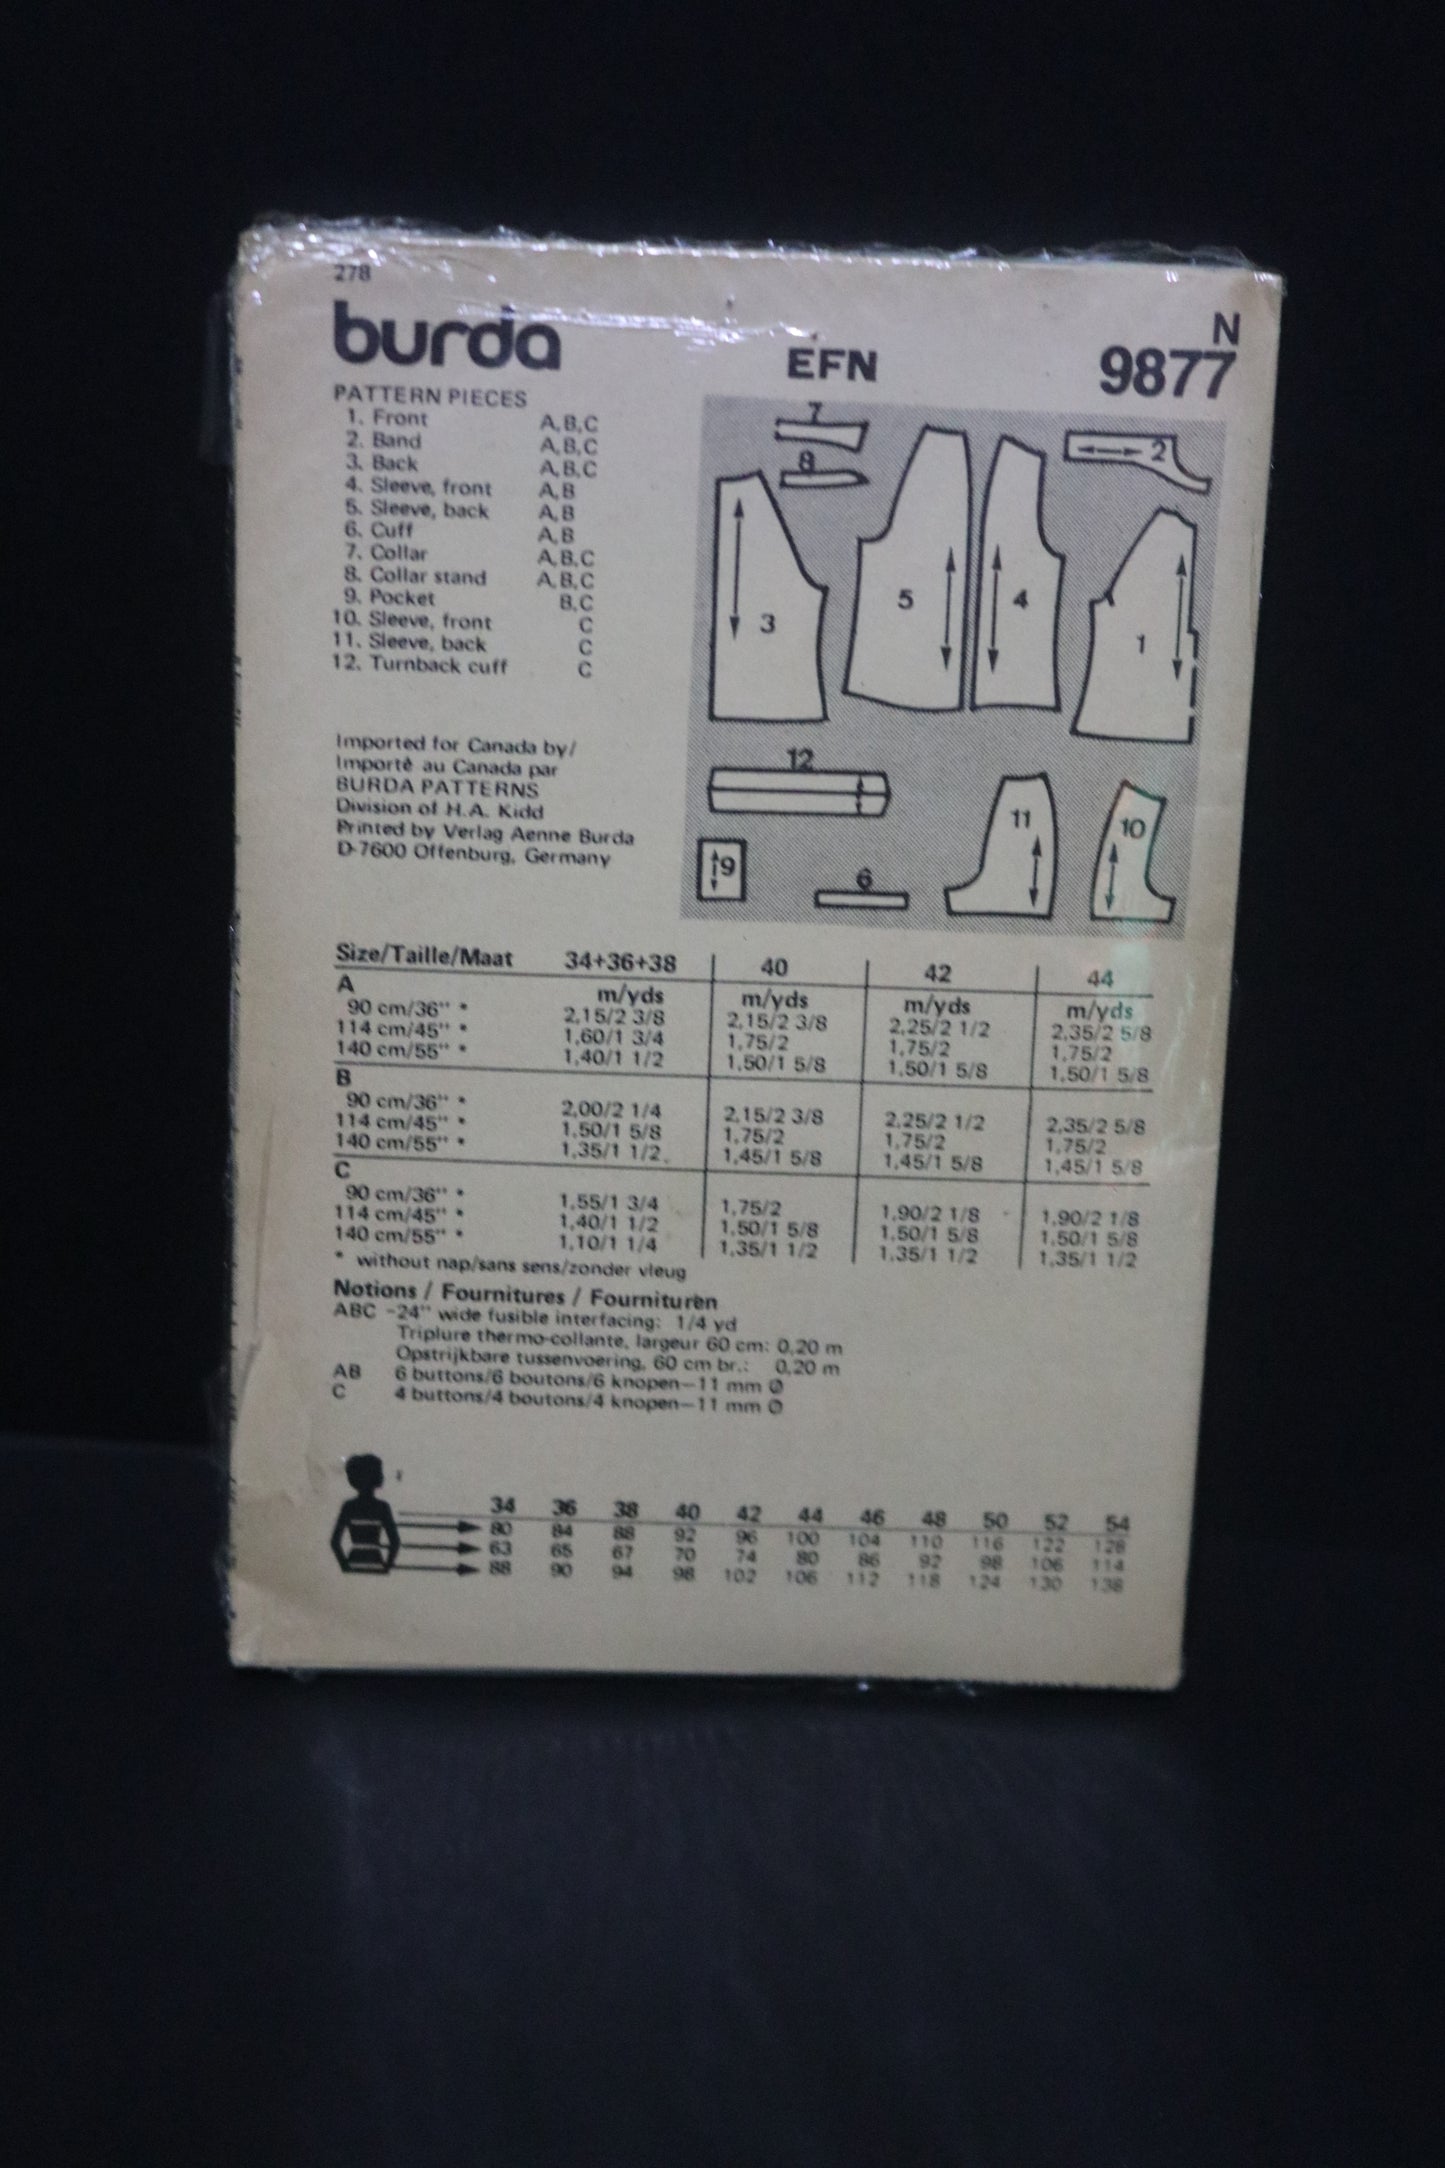 278
burda EFN N
9877
PATTERN PIECES
1. Front A,B,C
2. Band A,B,C
3. Back A,B,C
4. Sleeve, front A,B
5. Sleeve, back A,B
6. Cuff A,B
7. Collar A,B,C
8. Collar stand A,B,C
9. Pocket B,C
10. Sleeve, front C
11. Sleeve, back C
12. Turnback cuff C
7
8
2
3
5
4
1
12
11
10
9
6
Imported for Canada by/
Importé au Canada par
BURDA PATTERNS
Division of H.A. Kidd
Printed by Verlag Aenne Burda
D-7600 Offenburg, Germany
Size/Taille/Maat 34+36+38 40 42 44
A m/yds m/yds m/yds m/yds
90 cm/36" * 2,15/2 3/8 2,15/2 3/8 2,25/2 1/2 2,35/2 5/8
114 cm/45" * 1,60/1 3/4 1,75/2 1,75/2 1,75/2
140 cm/55" * 1,40/1 1/2 1,50/1 5/8 1,50/1 5/8 1,50/1 5/8
B
90 cm/36" * 2,00/2 1/4 2,15/2 3/8 2,25/2 1/2 2,35/2 5/8
114 cm/45" * 1,50/1 5/8 1,75/2 1,75/2 1,75/2
140 cm/55" * 1,35/1 1/2 1,45/1 5/8 1,45/1 5/8 1,45/1 5/8
C
90 cm/36" * 1,55/1 3/4 1,75/2 1,90/2 1/8 1,90/2 1/8
114 cm/45" * 1,40/1 1/2 1,50/1 5/8 1,50/1 5/8 1,50/1 5/8
140 cm/55" * 1,10/1 1/4 1,35/1 1/2 1,35/1 1/2 1,35/1 1/2
* without nap/sans sens/zonder vleug
Notions / Fournitures / Fournituren
ABC -24" wide fusible interfacing: 1/4 yd
Triplure thermo-collante, largeur 60 cm: 0,20 m
Opstrijkbare tussenvoering, 60 cm br.: 0,20 m
AB 6 buttons/6 boutons/6 knopen-11 mm Ø
C 4 buttons/4 boutons/4 knopen-11 mm Ø
34 36 38 40 42 44 46 48 50 52 54
80 84 88 92 96 100 104 110 116 122 128
63 65 67 70 74 80 86 92 98 106 114
88 90 94 98 102 106 112 118 124 130 138